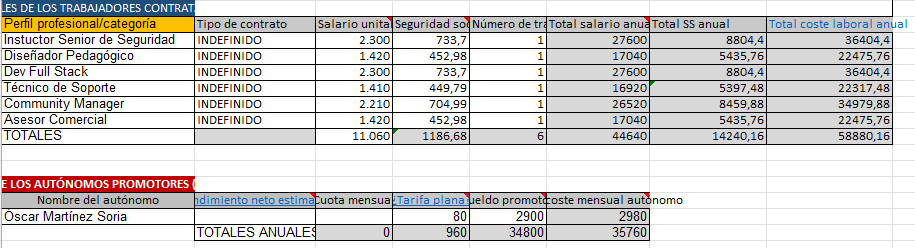 LES DE LOS TRABAJADORES CONTRAT
Perfil profesional/categoría Tipo de contrato Salario unita Seguridad soc Número de tra Total salario anua Total SS anual Total coste laboral anual
Instuctor Senior de Seguridad INDEFINIDO 2.300 733,7 1 27600 8804,4 36404,4
Diseñador Pedagógico INDEFINIDO 1.420 452,98 1 17040 5435,76 22475,76
Dev Full Stack INDEFINIDO 2.300 733,7 1 27600 8804,4 36404,4
Técnico de Soporte INDEFINIDO 1.410 449,79 1 16920 5397,48 22317,48
Community Manager INDEFINIDO 2.210 704,99 1 26520 8459,88 34979,88
Asesor Comercial INDEFINIDO 1.420 452,98 1 17040 5435,76 22475,76
TOTALES 11.060 1186,68 6 44640 14240,16 58880,16
E LOS AUTÓNOMOS PROMOTORES (
Nombre del autónomo ndimiento neto estima Cuota mensua Tarifa plana ueldo promoto coste mensual autónomo
Óscar Martínez Soria 80 2900 2980
TOTALES ANUALES 0 960 34800 35760